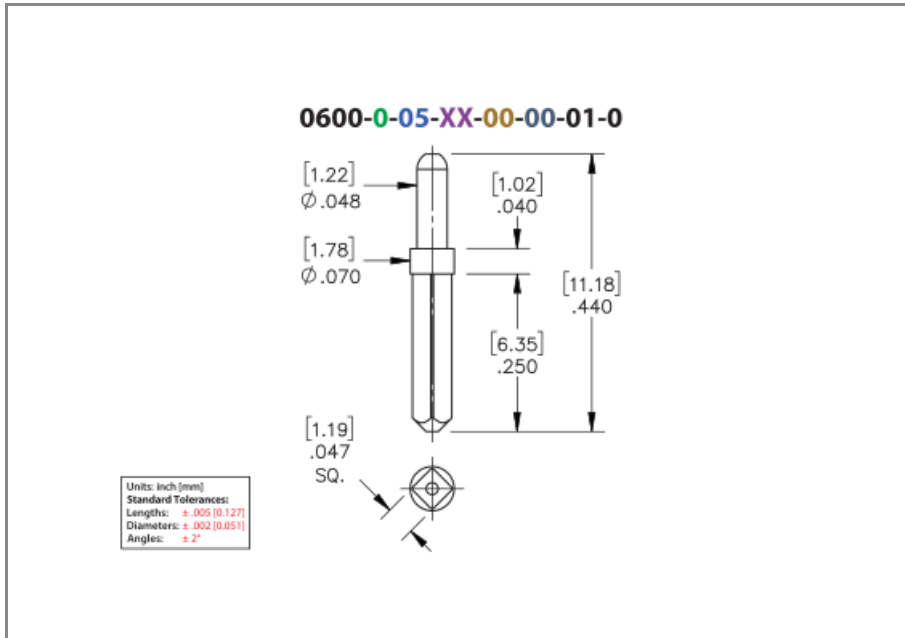 0600-0-05-XX-00-00-01-0
[1.22]
Ø.048
[1.02]
.040
[1.78]
Ø.070
[11.18]
.440
[6.35]
.250
[1.19]
.047
SQ.
Units: inch [mm]
Standard Tolerances:
Lengths: ± .005 [0.127]
Diameters: ± .002 [0.051]
Angles: ± 2°